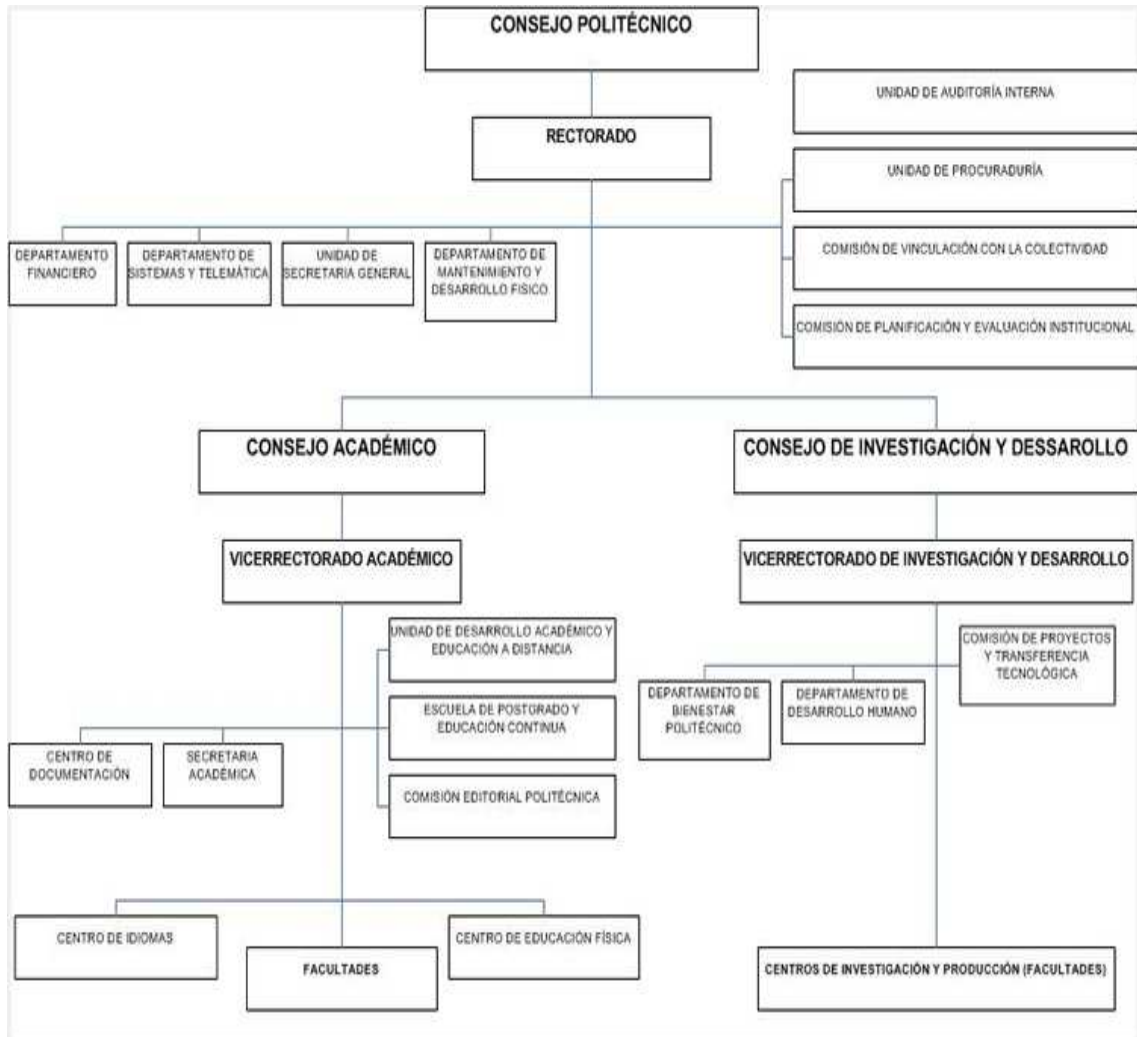 CONSEJO POLITÉCNICO
UNIDAD DE AUDITORÍA INTERNA
RECTORADO
UNIDAD DE PROCURADURÍA
DEPARTAMENTO
FINANCIERO
DEPARTAMENTO DE
SISTEMAS Y TELEMÁTICA
UNIDAD DE
SECRETARIA GENERAL
DEPARTAMENTO DE
MANTENIMIENTO Y
DESARROLLO FÍSICO
COMISIÓN DE VINCULACIÓN CON LA COLECTIVIDAD
COMISIÓN DE PLANIFICACIÓN Y EVALUACIÓN INSTITUCIONAL
CONSEJO ACADÉMICO
CONSEJO DE INVESTIGACIÓN Y DESSAROLLO
VICERRECTORADO ACADÉMICO
VICERRECTORADO DE INVESTIGACIÓN Y DESARROLLO
UNIDAD DE DESARROLLO ACADÉMICO Y
EDUCACIÓN A DISTANCIA
COMISIÓN DE PROYECTOS
Y TRANSFERENCIA
TECNOLÓGICA
DEPARTAMENTO DE
BIENESTAR
POLITÉCNICO
DEPARTAMENTO DE
DESARROLLO HUMANO
ESCUELA DE POSTGRADO Y
EDUCACIÓN CONTINUA
CENTRO DE
DOCUMENTACIÓN
SECRETARIA
ACADÉMICA
COMISIÓN EDITORIAL POLITÉCNICA
CENTRO DE IDIOMAS
CENTRO DE EDUCACIÓN FÍSICA
FACULTADES
CENTROS DE INVESTIGACIÓN Y PRODUCCIÓN (FACULTADES)